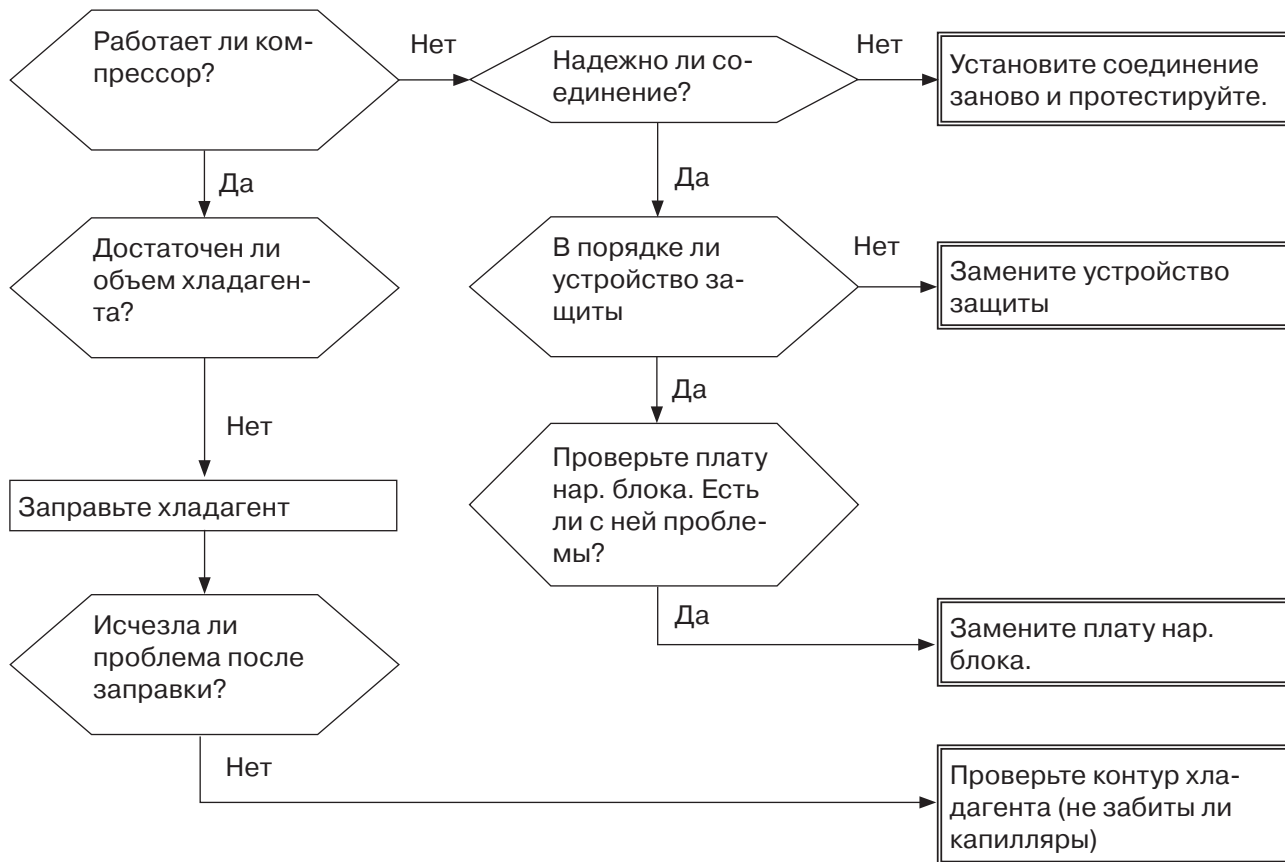 Работает ли ком-
прессор?
Нет
Надежно ли со-
единение?
Нет
Установите соединение
заново и протестируйте.
Да
Да
Достаточен ли
объем хладаген-
та?
В порядке ли
устройство за-
щиты
Нет
Замените устройство
защиты
Нет
Да
Заправьте хладагент
Проверьте плату
нар. блока. Есть
ли с ней пробле-
мы?
Исчезла ли
проблема после
заправки?
Да
Замените плату нар.
блока.
Нет
Проверьте контур хла-
дагента (не забиты ли
капилляры)